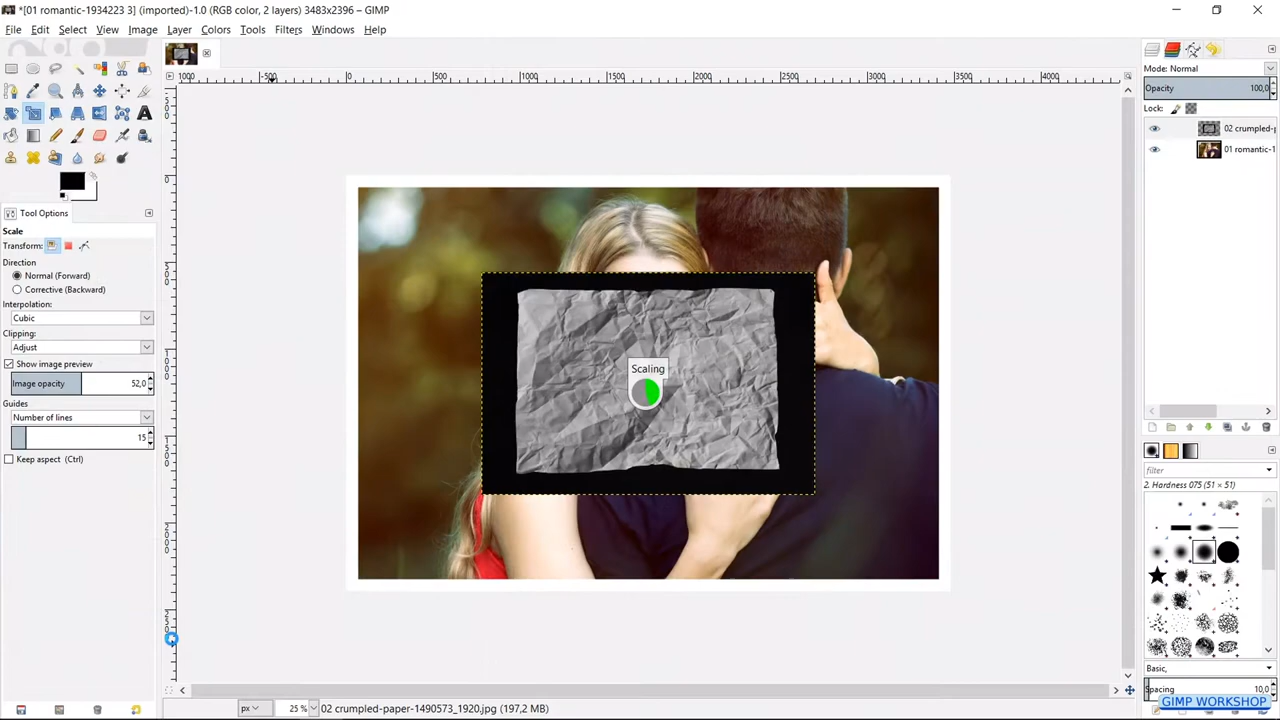 *[01 romantic-1934223 3] (imported)-1.0 (RGB color, 2 layers) 3483x2396 – GIMP
File Edit Select View Image Layer Colors Tools Filters Windows Help
Mode: Normal
Opacity 100,0
Lock:
02 crumpled-p
01 romantic-1
Tool Options
Scale
Transform:
Direction
Normal (Forward)
Corrective (Backward)
Interpolation:
Cubic
Clipping:
Adjust
Show image preview
Image opacity 52,0
Guides
Number of lines
15
Keep aspect (Ctrl)
Scaling
filter
2. Hardness 075 (51 × 51)
Basic,
Spacing 10,0
GIMP WORKSHOP
px 25 % 02 crumpled-paper-1490573_1920.jpg (197,2 MB)